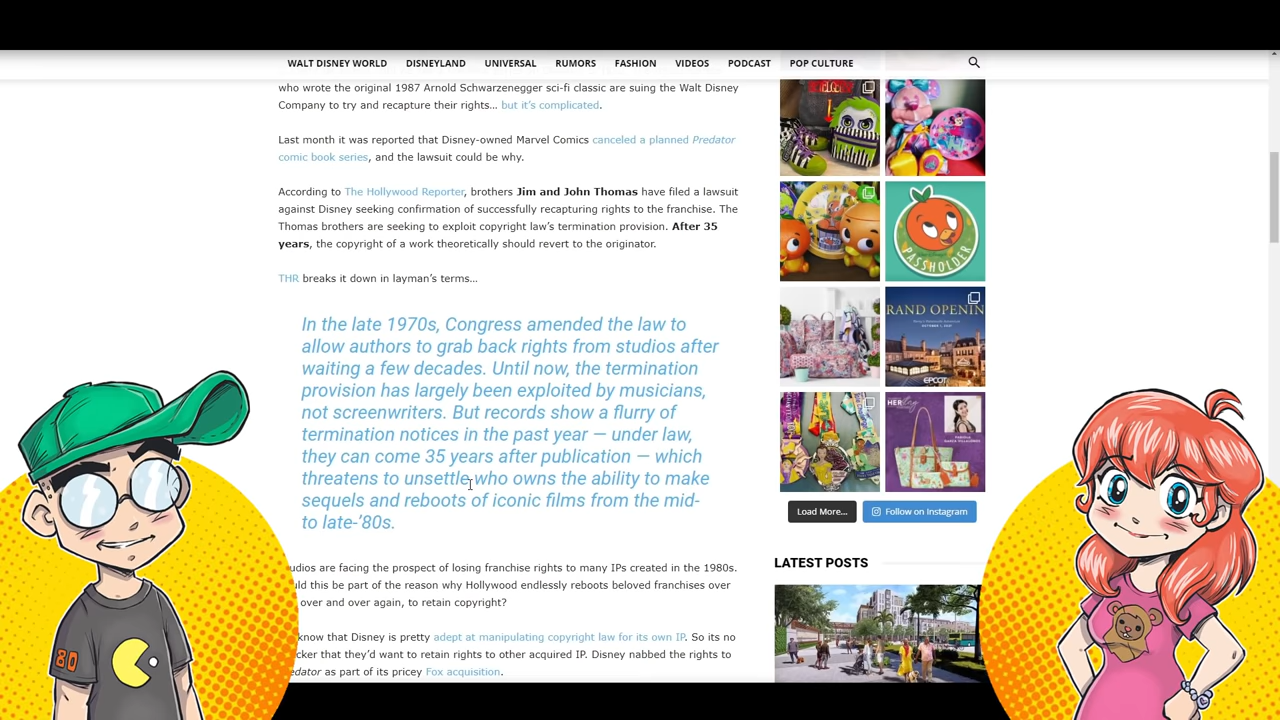 WALT DISNEY WORLD DISNEYLAND UNIVERSAL RUMORS FASHION VIDEOS PODCAST POP CULTURE
who wrote the original 1987 Arnold Schwarzenegger sci-fi classic are suing the Walt Disney
Company to try and recapture their rights… but it's complicated.
Last month it was reported that Disney-owned Marvel Comics canceled a planned Predator
comic book series, and the lawsuit could be why.
According to The Hollywood Reporter, brothers Jim and John Thomas have filed a lawsuit
against Disney seeking confirmation of successfully recapturing rights to the franchise. The
Thomas brothers are seeking to exploit copyright law's termination provision. After 35
years, the copyright of a work theoretically should revert to the originator.
THR breaks it down in layman's terms…
In the late 1970s, Congress amended the law to
allow authors to grab back rights from studios after
waiting a few decades. Until now, the termination
provision has largely been exploited by musicians,
not screenwriters. But records show a flurry of
termination notices in the past year — under law,
they can come 35 years after publication — which
threatens to unsettle who owns the ability to make
sequels and reboots of iconic films from the mid-
to late-'80s.
udios are facing the prospect of losing franchise rights to many IPs created in the 1980s.
uld this be part of the reason why Hollywood endlessly reboots beloved franchises over
over and over again, to retain copyright?
know that Disney is pretty adept at manipulating copyright law for its own IP. So its no
cker that they'd want to retain rights to other acquired IP. Disney nabbed the rights to
edator as part of its pricey Fox acquisition.
PASSHOLDER
RAND OPENIN
EPCOT
HER
Load More...
Follow on Instagram
LATEST POSTS
80